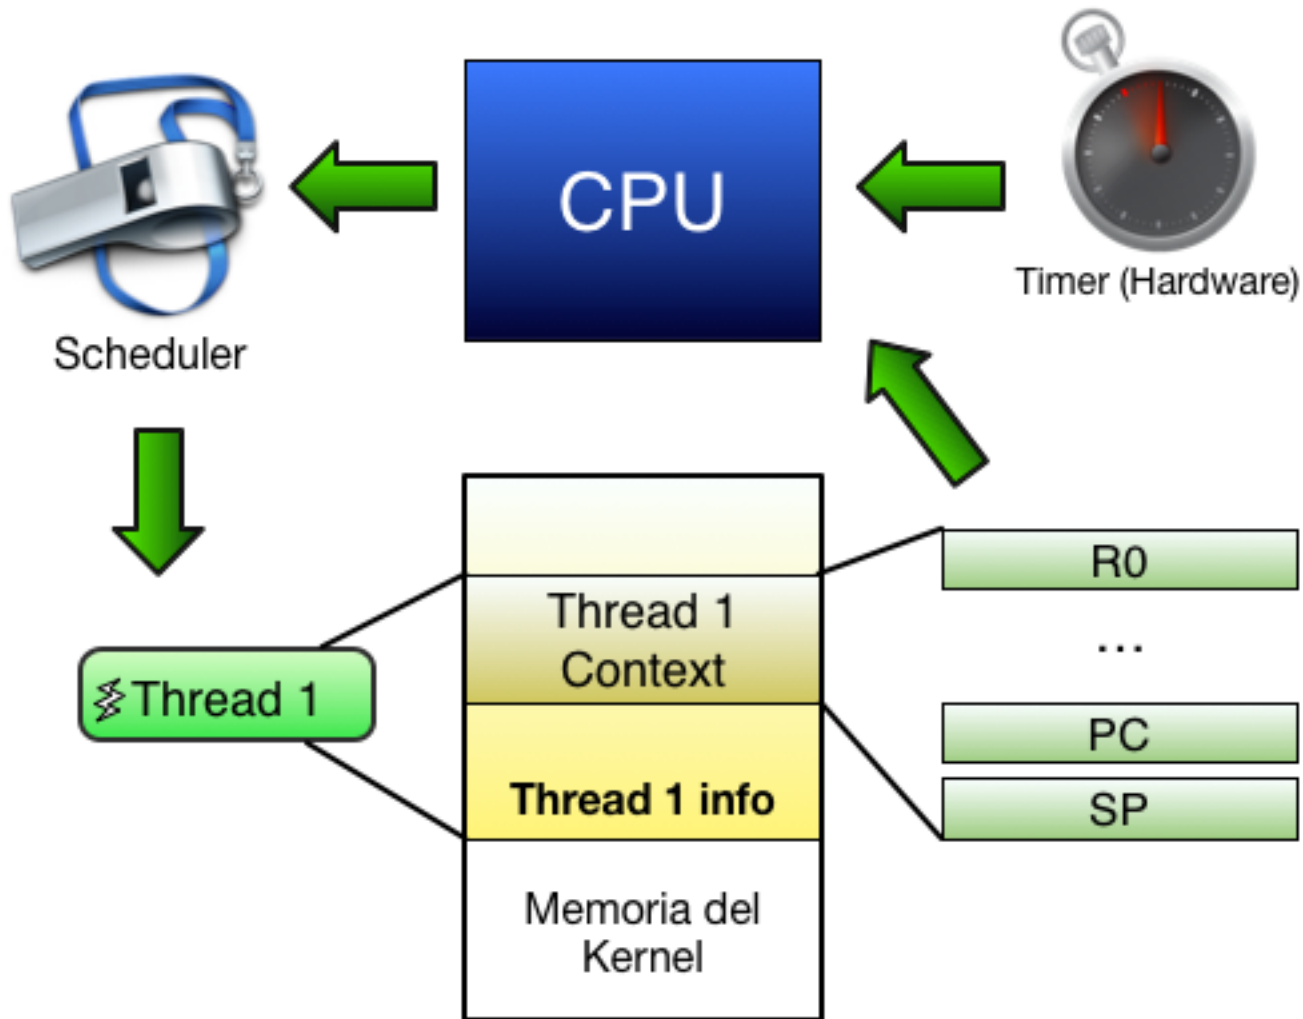 CPU
Timer (Hardware)
Scheduler
Thread 1
Thread 1
Context
Thread 1 info
Memoria del
Kernel
R0
...
PC
SP